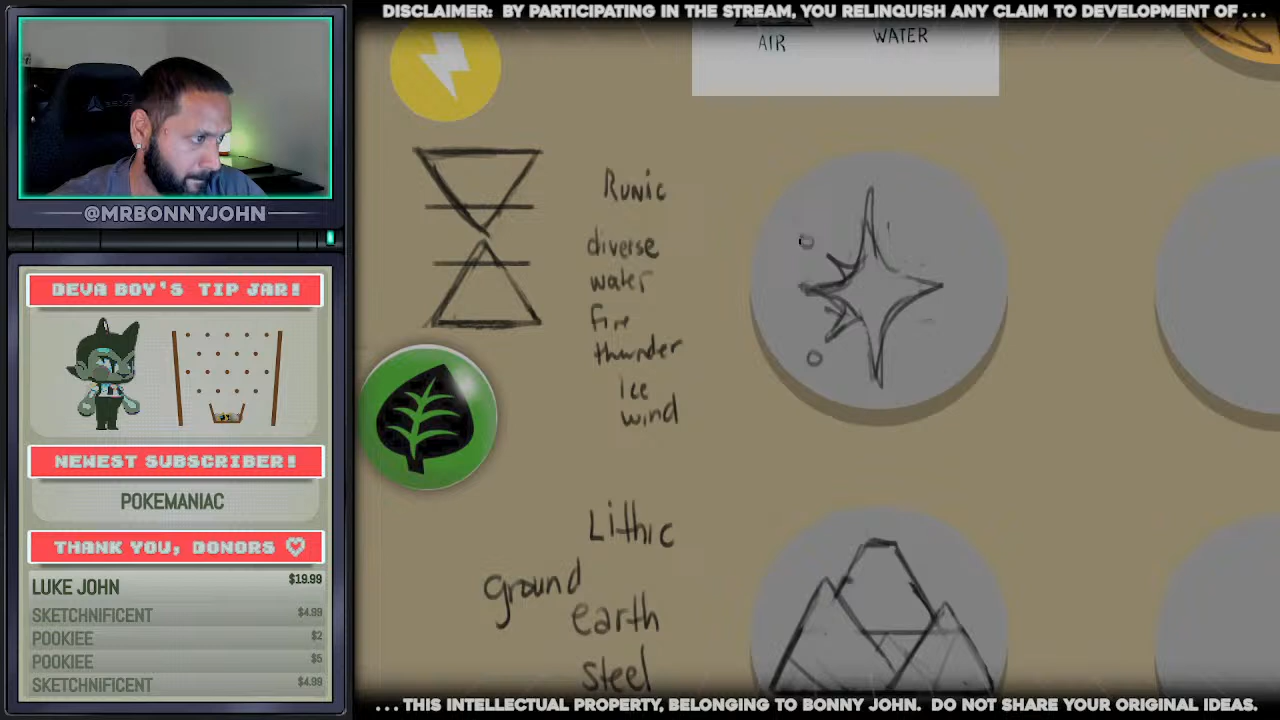 DISCLAIMER: BY PARTICIPATING IN THE STREAM, YOU RELINQUISH ANY CLAIM TO DEVELOPMENT OF . . .
AIR
WATER
@MRBONNYJOHN
Runic
diverse
water
fire
thunder
Ice
wind
DEVA BOY'S TIP JAR!
NEWEST SUBSCRIBER!
POKEMANIAC
THANK YOU, DONORS ♡
LUKE JOHN $19.99
SKETCHNIFICENT $4.99
POOKIEE $2
POOKIEE $5
SKETCHNIFICENT $4.99
Lithic
ground
earth
steel
. . . THIS INTELLECTUAL PROPERTY, BELONGING TO BONNY JOHN. DO NOT SHARE YOUR ORIGINAL IDEAS.